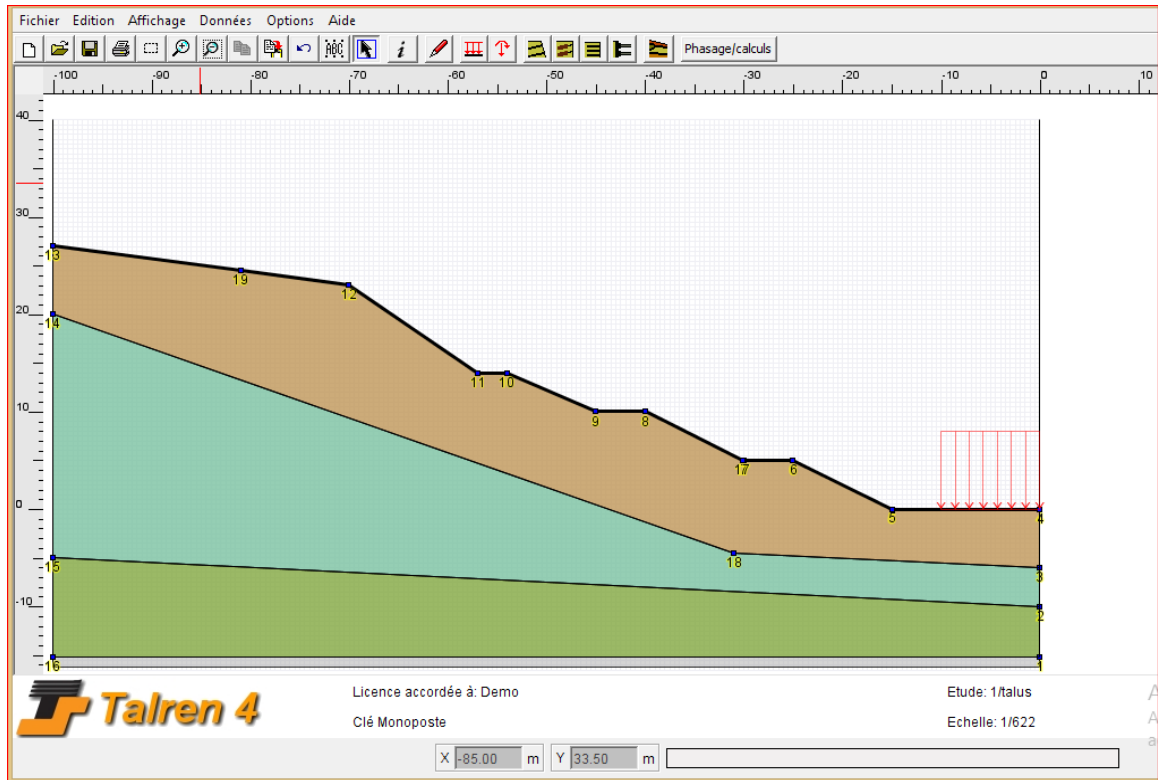 Fichier Edition Affichage Données Options Aide
ABC i Phasage/calculs
-100 -90 -80 -70 -60 -50 -40 -30 -20 -10 0 10
40
30
20
10
0
-10
13
19
12
14
11 10
9 8
17 6
5 4
18
3
15
2
16 1
Talren 4
Licence accordée à: Demo
Clé Monoposte
Etude: 1/talus
Echelle: 1/622
X -85.00 m Y 33.50 m